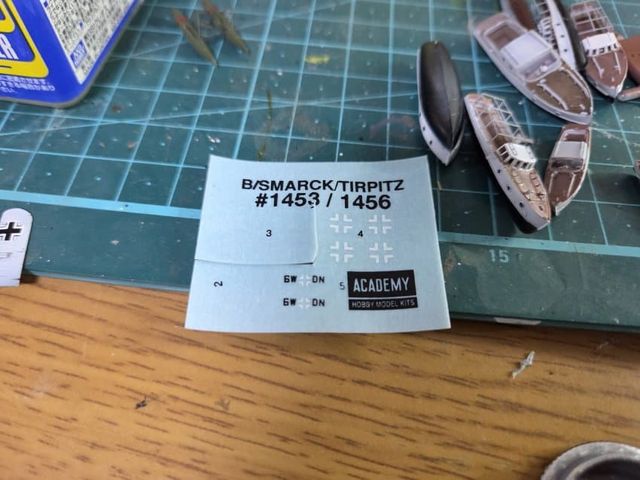 B/SMARCK/TIRPITZ
#1453 / 1456
3
4
2
6W DN
5
ACADEMY
6W DN
HOBBY MODEL KITS
15